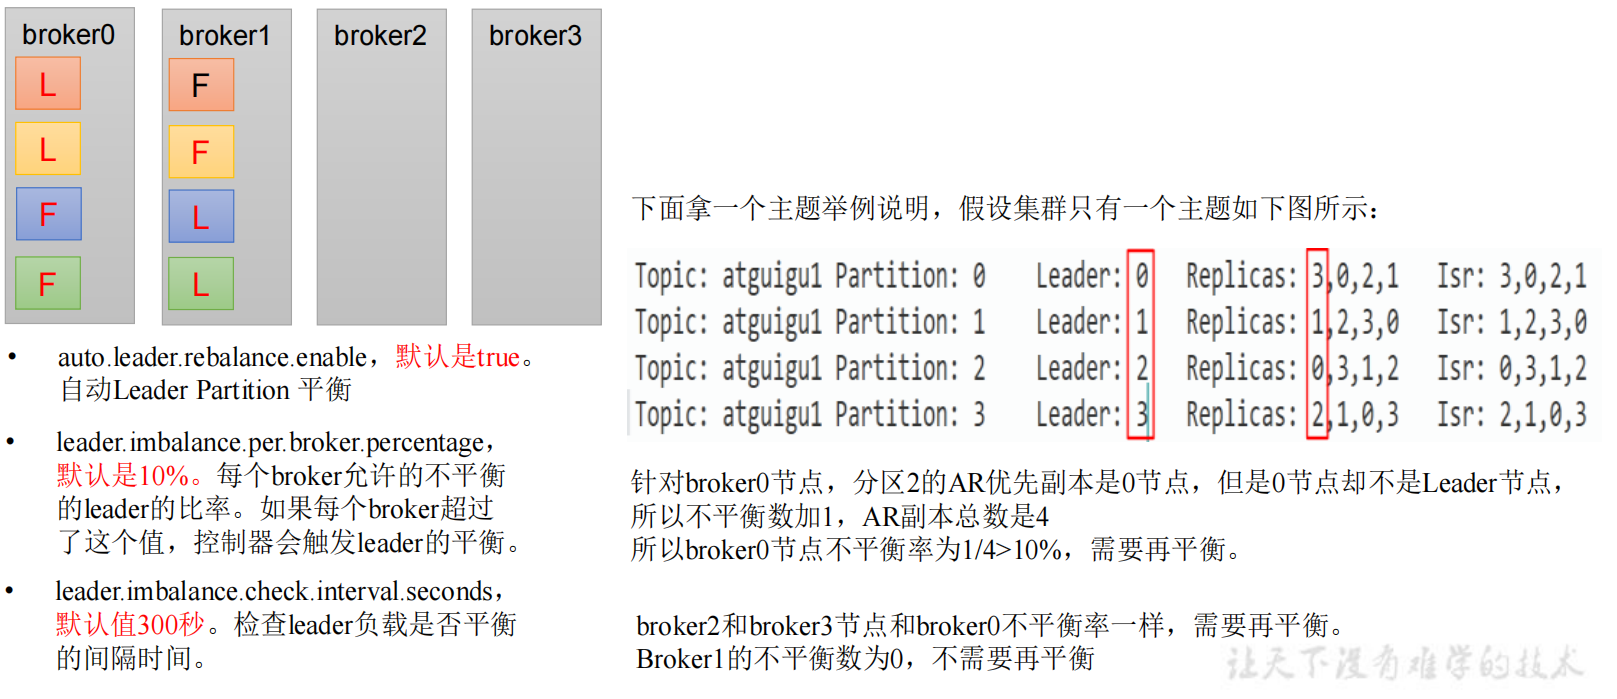 broker0
broker1
broker2
broker3
L
F
L
F
F
L
F
L
auto.leader.rebalance.enable，默认是true。
自动Leader Partition 平衡
leader.imbalance.per.broker.percentage，
默认是10%。每个broker允许的不平衡
的leader的比率。如果每个broker超过
了这个值，控制器会触发leader的平衡。
leader.imbalance.check.interval.seconds，
默认值300秒。检查leader负载是否平衡
的间隔时间。
下面拿一个主题举例说明，假设集群只有一个主题如下图所示：
Topic: atguigu1 Partition: 0 Leader: 0 Replicas: 3,0,2,1 Isr: 3,0,2,1
Topic: atguigu1 Partition: 1 Leader: 1 Replicas: 1,2,3,0 Isr: 1,2,3,0
Topic: atguigu1 Partition: 2 Leader: 2 Replicas: 0,3,1,2 Isr: 0,3,1,2
Topic: atguigu1 Partition: 3 Leader: 3 Replicas: 2,1,0,3 Isr: 2,1,0,3
针对broker0节点，分区2的AR优先副本是0节点，但是0节点却不是Leader节点，
所以不平衡数加1，AR副本总数是4
所以broker0节点不平衡率为1/4>10%，需要再平衡。
broker2和broker3节点和broker0不平衡率一样，需要再平衡。
Broker1的不平衡数为0，不需要再平衡
让天下没有难学的技术